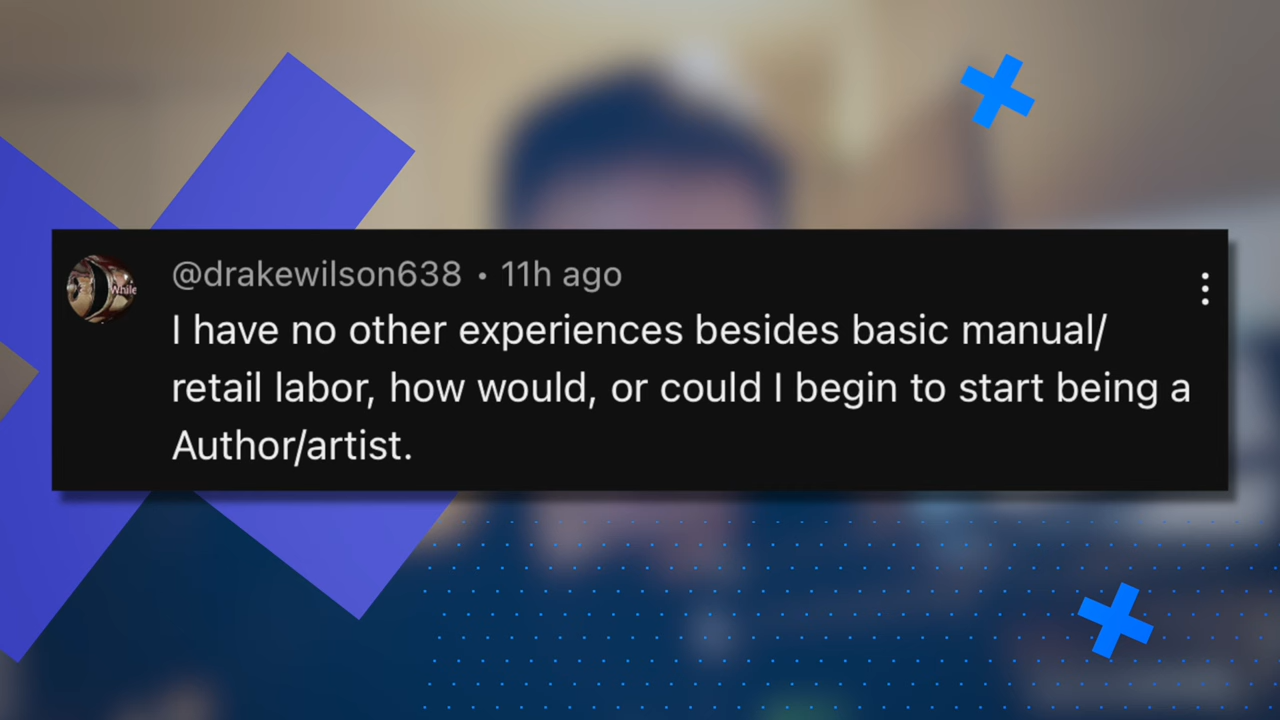 While
@drakewilson638 • 11h ago
I have no other experiences besides basic manual/
retail labor, how would, or could I begin to start being a
Author/artist.